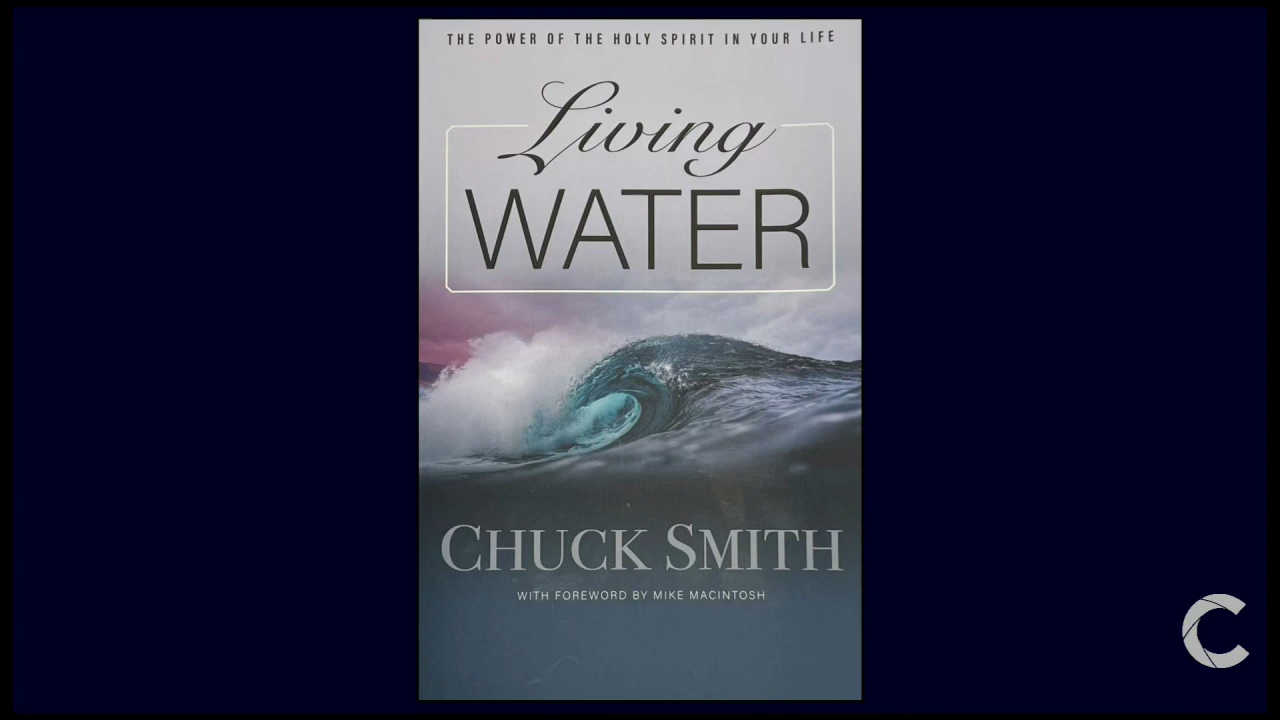 THE POWER OF THE HOLY SPIRIT IN YOUR LIFE
Living
WATER
CHUCK SMITH
WITH FOREWORD BY MIKE MACINTOSH
C